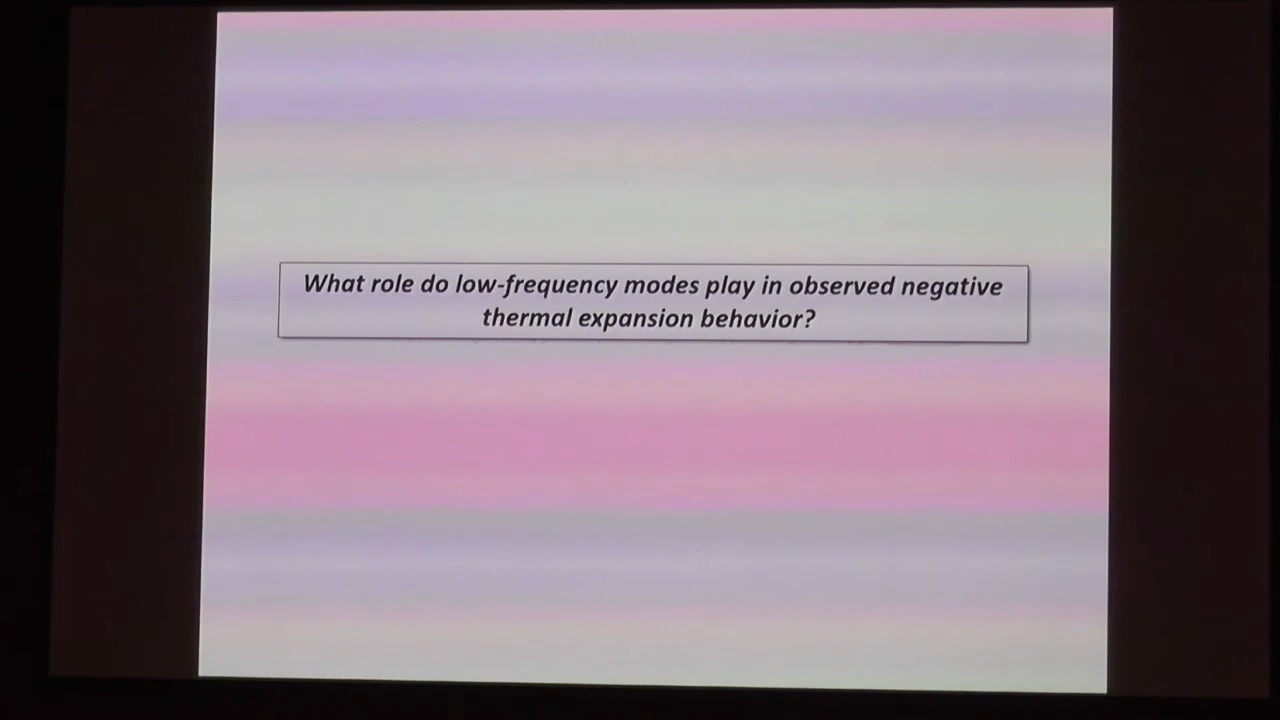 What role do low-frequency modes play in observed negative
thermal expansion behavior?